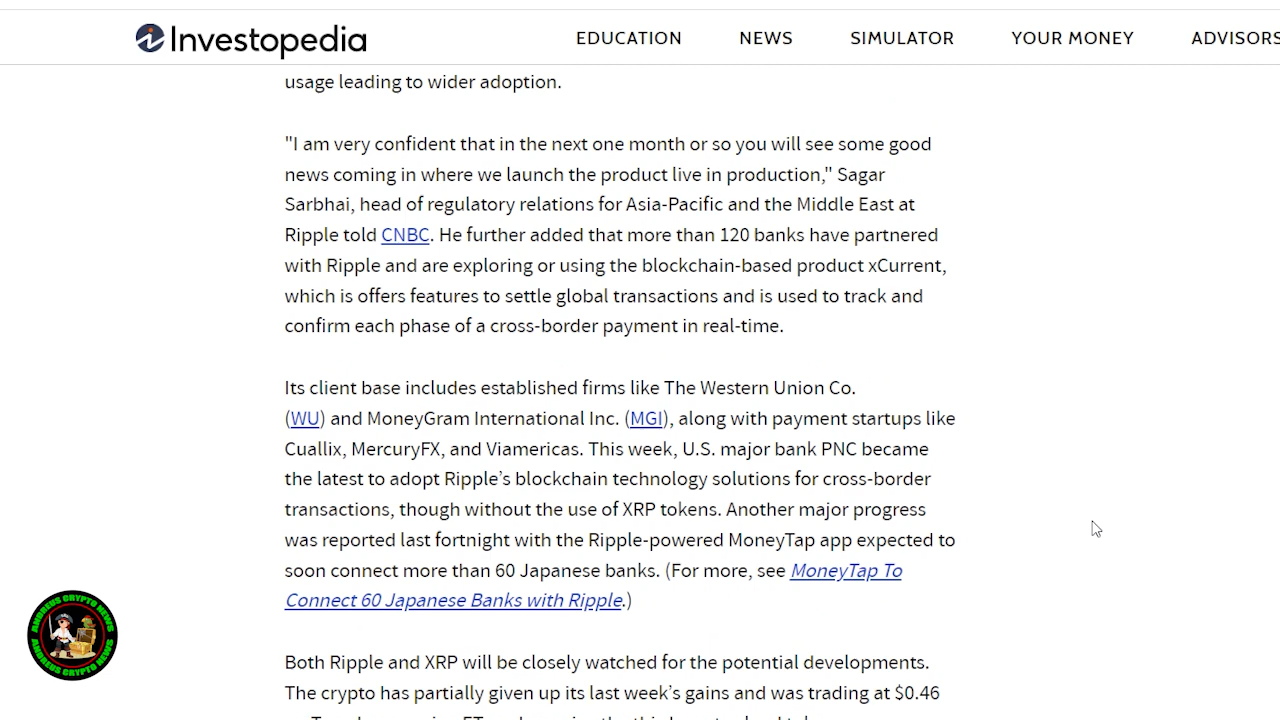 Investopedia
EDUCATION NEWS SIMULATOR YOUR MONEY ADVISORS
usage leading to wider adoption.
"I am very confident that in the next one month or so you will see some good
news coming in where we launch the product live in production," Sagar
Sarbhai, head of regulatory relations for Asia-Pacific and the Middle East at
Ripple told CNBC. He further added that more than 120 banks have partnered
with Ripple and are exploring or using the blockchain-based product xCurrent,
which is offers features to settle global transactions and is used to track and
confirm each phase of a cross-border payment in real-time.
Its client base includes established firms like The Western Union Co.
(WU) and MoneyGram International Inc. (MGI), along with payment startups like
Cuallix, MercuryFX, and Viamericas. This week, U.S. major bank PNC became
the latest to adopt Ripple’s blockchain technology solutions for cross-border
transactions, though without the use of XRP tokens. Another major progress
was reported last fortnight with the Ripple-powered MoneyTap app expected to
soon connect more than 60 Japanese banks. (For more, see MoneyTap To
Connect 60 Japanese Banks with Ripple.)
Both Ripple and XRP will be closely watched for the potential developments.
The crypto has partially given up its last week’s gains and was trading at $0.46
ANDREUS CRYPTO NEWS
ANDREUS CRYPTO NEWS